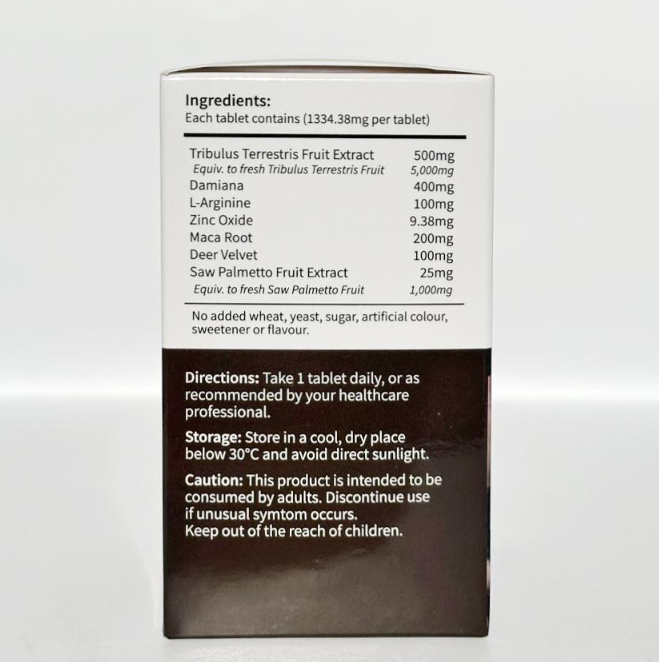 Ingredients:
Each tablet contains (1334.38mg per tablet)
Tribulus Terrestris Fruit Extract 500mg
Equiv. to fresh Tribulus Terrestris Fruit 5,000mg
Damiana 400mg
L-Arginine 100mg
Zinc Oxide 9.38mg
Maca Root 200mg
Deer Velvet 100mg
Saw Palmetto Fruit Extract 25mg
Equiv. to fresh Saw Palmetto Fruit 1,000mg
No added wheat, yeast, sugar, artificial colour,
sweetener or flavour.
Directions: Take 1 tablet daily, or as
recommended by your healthcare
professional.
Storage: Store in a cool, dry place
below 30°C and avoid direct sunlight.
Caution: This product is intended to be
consumed by adults. Discontinue use
if unusual symtom occurs.
Keep out of the reach of children.